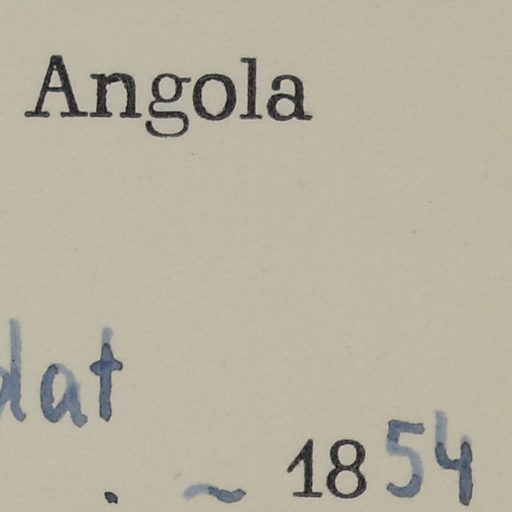 Angola
dat
. ~ 1854